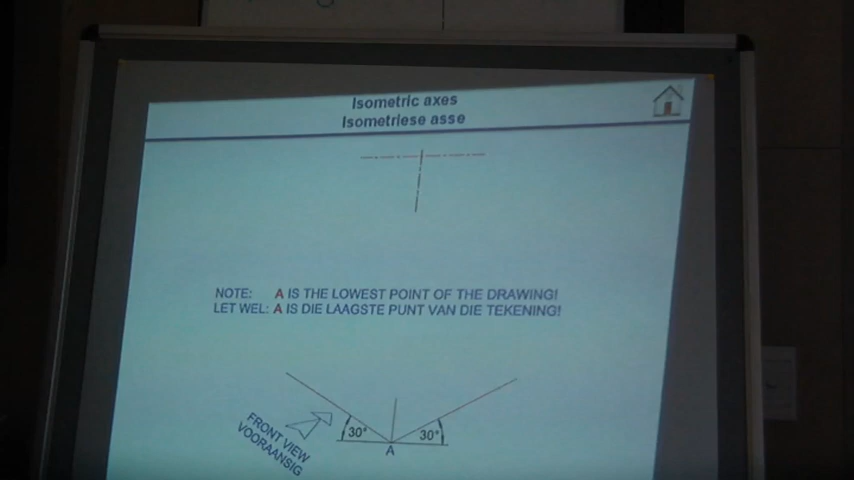 Isometric axes
Isometriese asse
NOTE: A IS THE LOWEST POINT OF THE DRAWING!
LET WEL: A IS DIE LAAGSTE PUNT VAN DIE TEKENING!
FRONT VIEW
VOORAANSIG
30°
30°
A